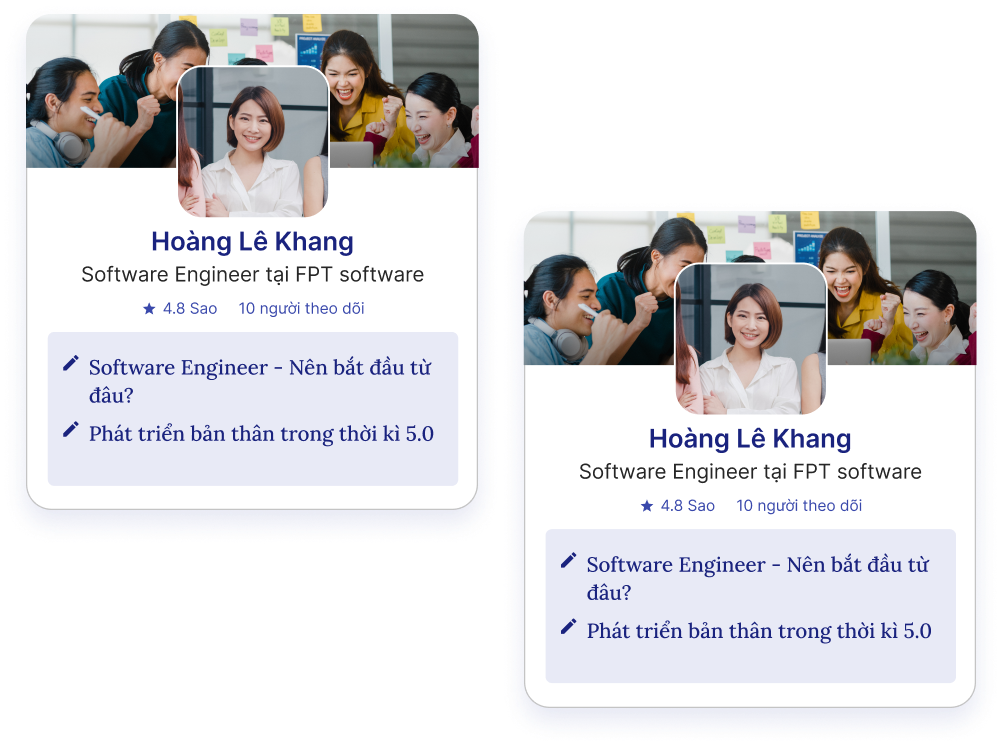 Hoàng Lê Khang
Software Engineer tại FPT software
4.8 Sao 10 người theo dõi
Software Engineer - Nên bắt đầu từ
đâu?
Phát triển bản thân trong thời kì 5.0
Hoàng Lê Khang
Software Engineer tại FPT software
4.8 Sao 10 người theo dõi
Software Engineer - Nên bắt đầu từ
đâu?
Phát triển bản thân trong thời kì 5.0